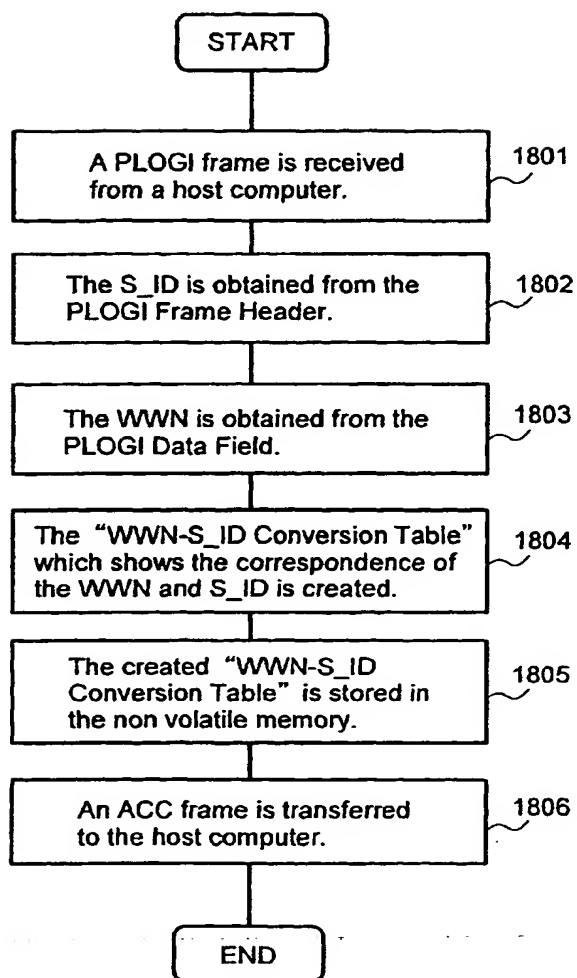 START
A PLOGI frame is received
from a host computer.
1801
The S_ID is obtained from the
PLOGI Frame Header.
1802
The WWN is obtained from the
PLOGI Data Field.
1803
The “WWN-S_ID Conversion Table”
which shows the correspondence of
the WWN and S_ID is created.
1804
The created “WWN-S_ID
Conversion Table” is stored in
the non volatile memory.
1805
An ACC frame is transferred
to the host computer.
1806
END